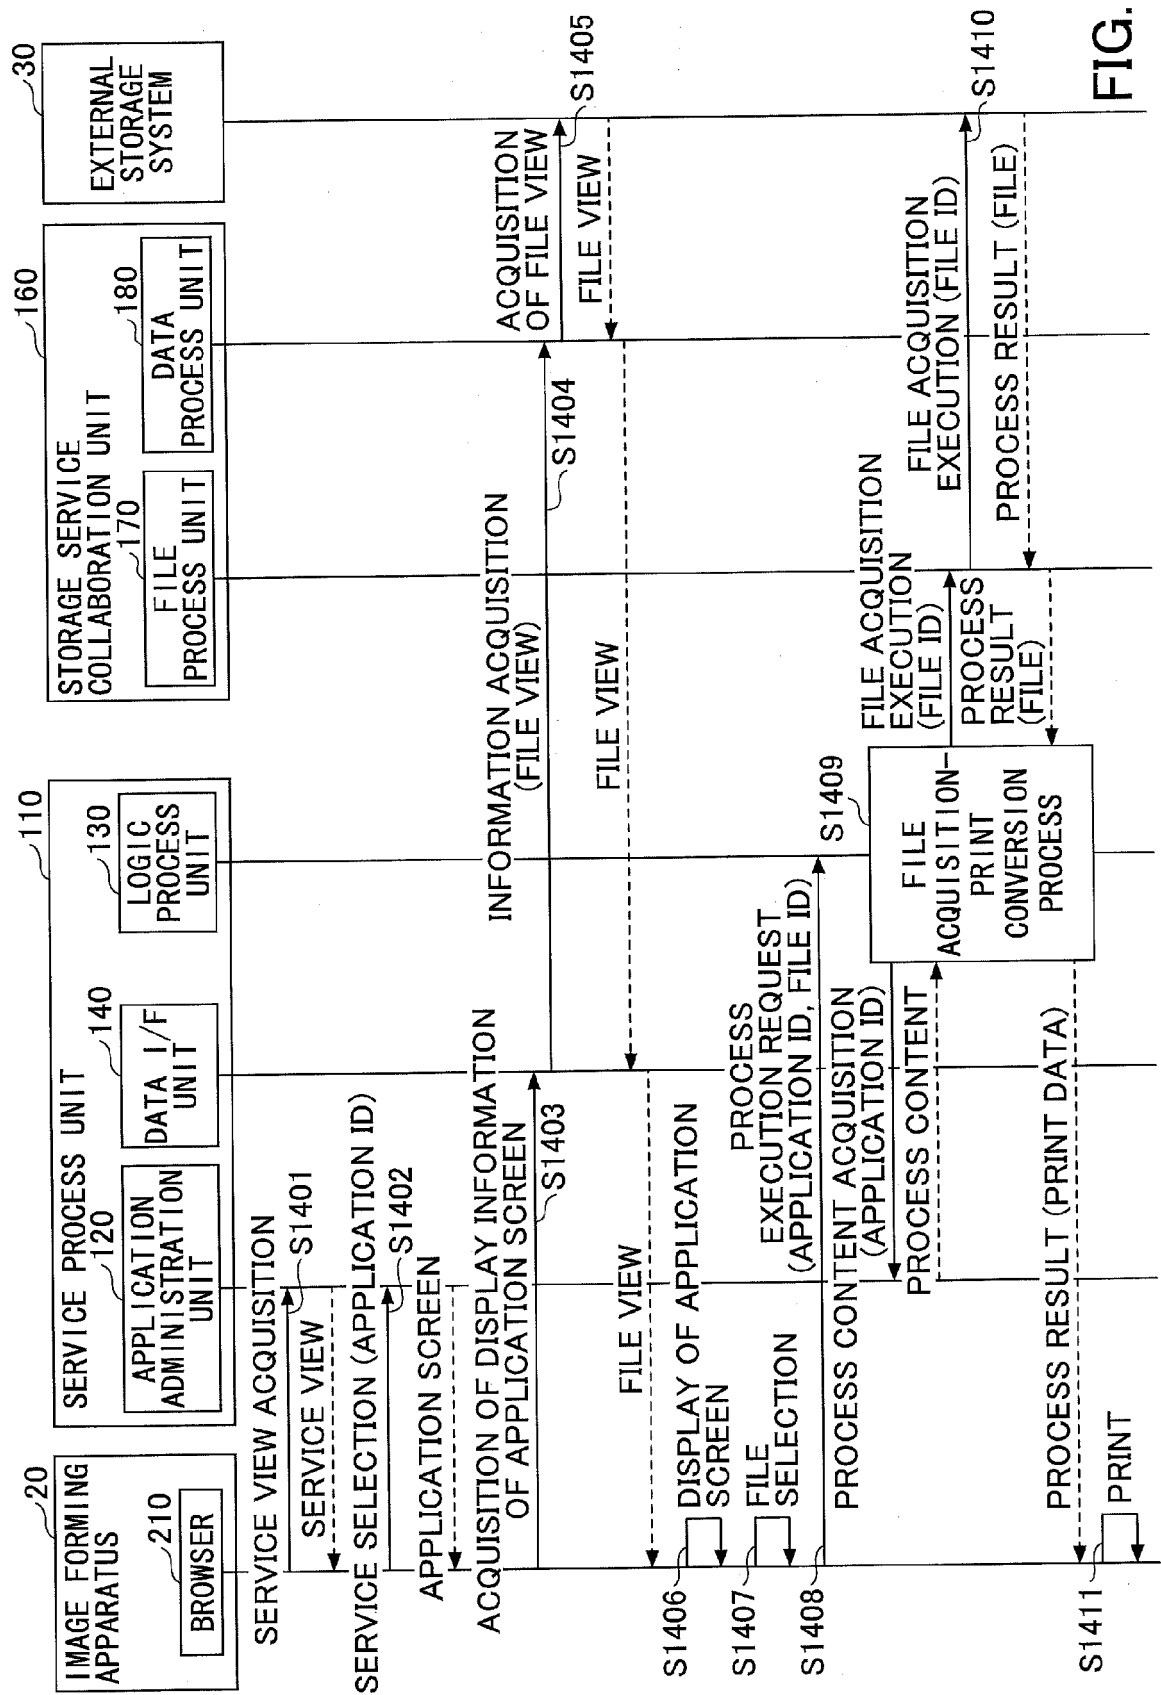 20
IMAGE FORMING
APPARATUS
210
BROWSER
110
SERVICE PROCESS UNIT
120
APPLICATION
ADMINISTRATION
UNIT
140
DATA I/F
UNIT
130
LOGIC
PROCESS
UNIT
160
STORAGE SERVICE
COLLABORATION UNIT
170
FILE
PROCESS UNIT
180
DATA
PROCESS UNIT
30
EXTERNAL
STORAGE
SYSTEM
SERVICE VIEW ACQUISITION
S1401
SERVICE VIEW
SERVICE SELECTION (APPLICATION ID)
S1402
APPLICATION SCREEN
ACQUISITION OF DISPLAY INFORMATION
OF APPLICATION SCREEN
S1403
INFORMATION ACQUISITION
(FILE VIEW)
S1404
ACQUISITION
OF FILE VIEW
S1405
FILE VIEW
FILE VIEW
FILE VIEW
S1406
DISPLAY OF APPLICATION
SCREEN
S1407
FILE
SELECTION
S1408
PROCESS
EXECUTION REQUEST
(APPLICATION ID, FILE ID)
PROCESS CONTENT ACQUISITION
(APPLICATION ID)
PROCESS CONTENT
S1409
FILE
ACQUISITION-
PRINT
CONVERSION
PROCESS
FILE ACQUISITION
EXECUTION
(FILE ID)
FILE ACQUISITION
EXECUTION (FILE ID)
S1410
PROCESS RESULT (FILE)
PROCESS
RESULT
(FILE)
PROCESS RESULT (PRINT DATA)
S1411
PRINT
FIG.